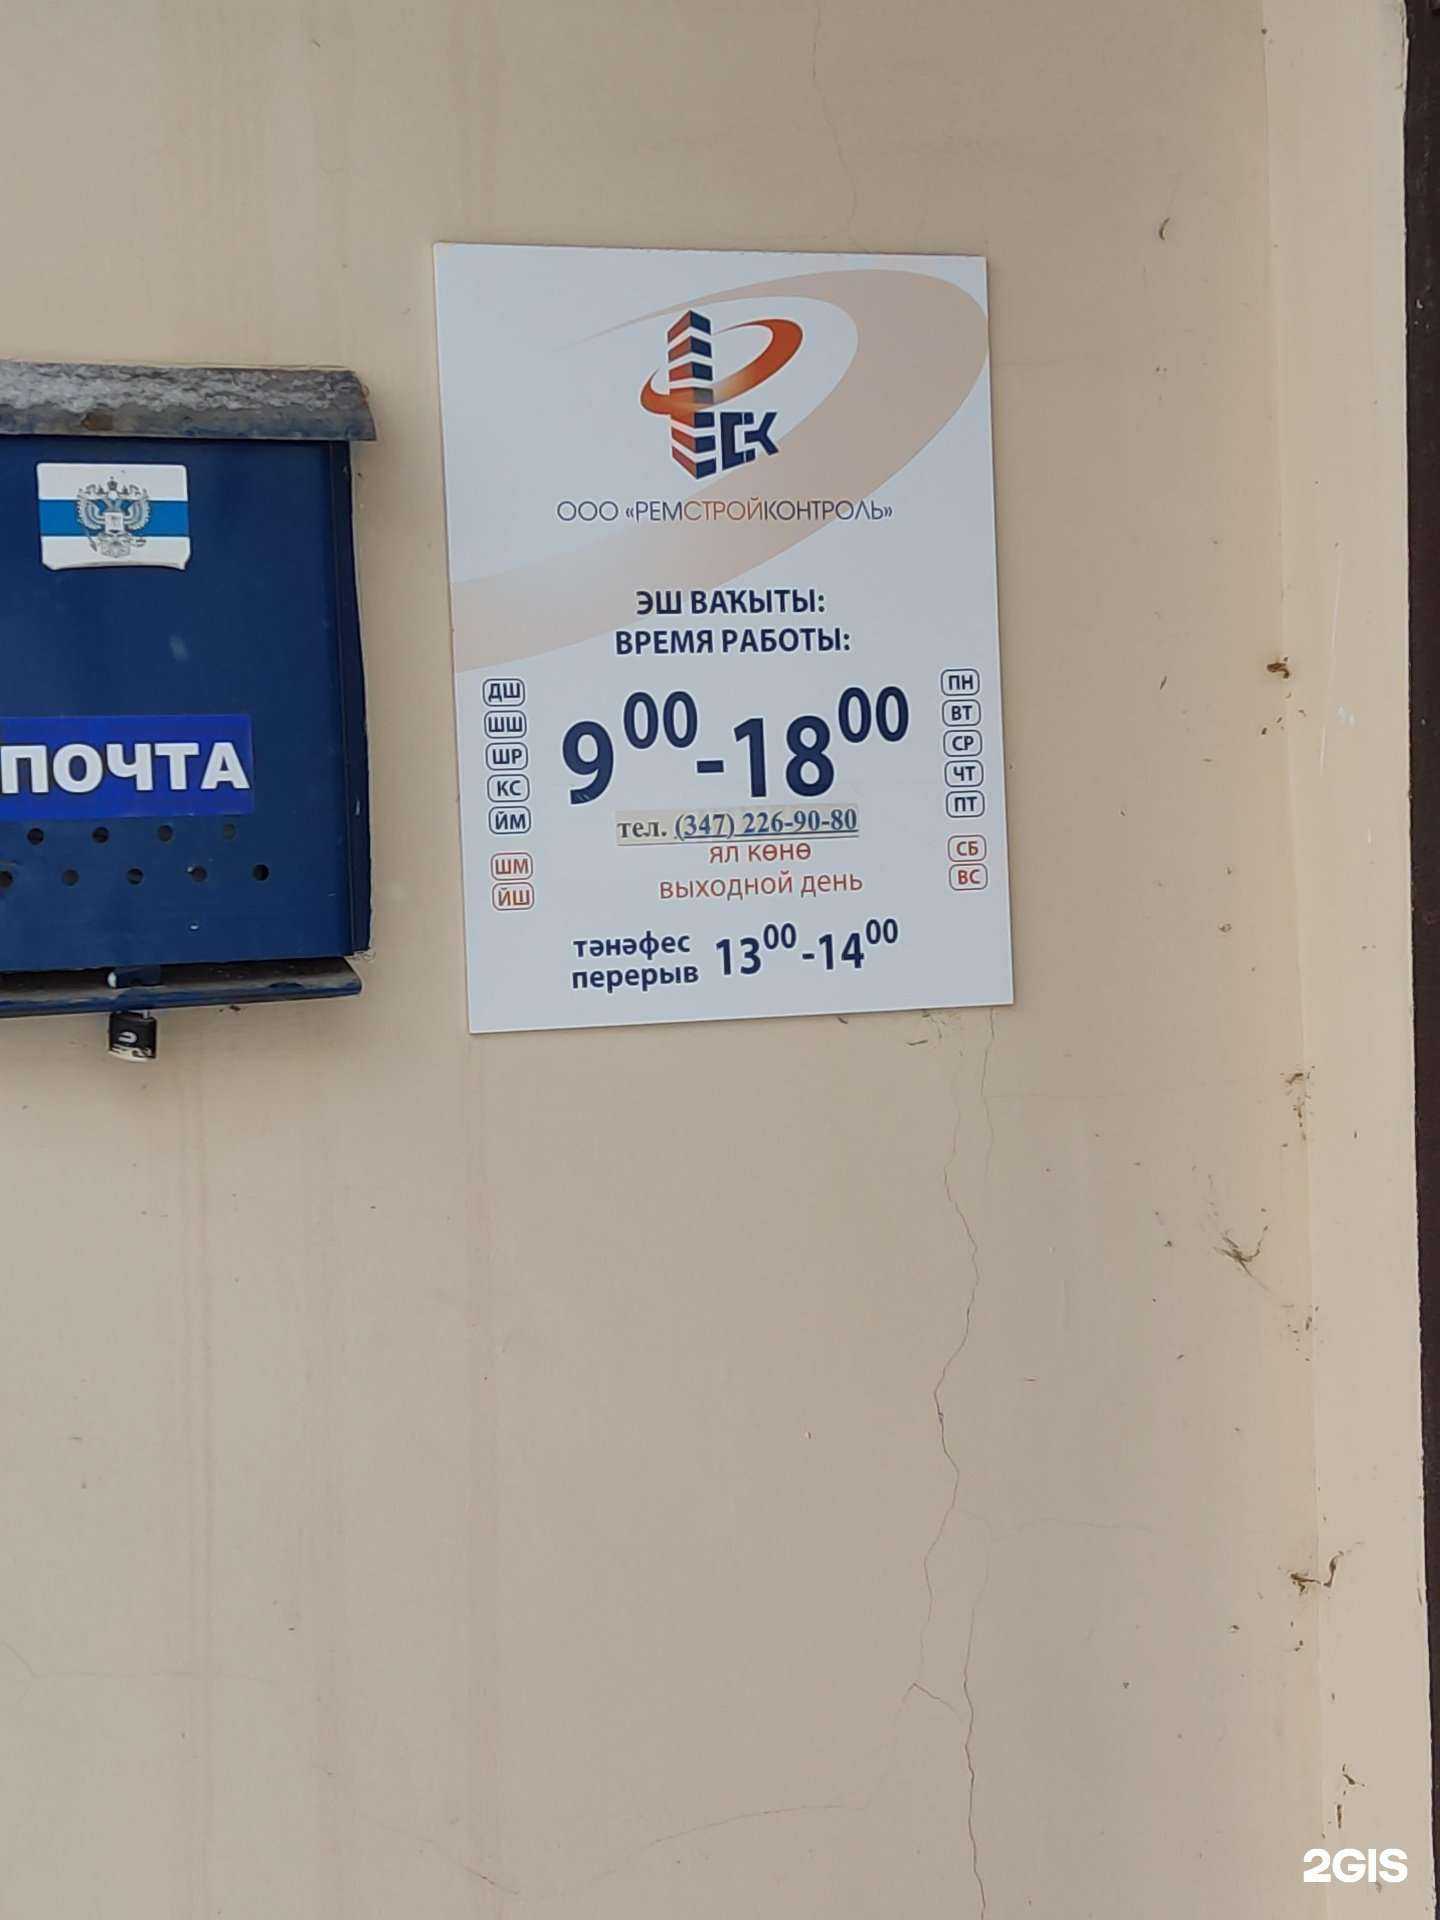 РСК
ООО «РЕМСТРОЙКОНТРОЛЬ»
ЭШ ВАҠЫТЫ:
ВРЕМЯ РАБОТЫ:
ДШ
ШШ
ШР
КС
ЙМ
ШМ
ЙШ
9⁰⁰-18⁰⁰
тел. (347) 226-90-80
ял көнө
выходной день
ПН
ВТ
СР
ЧТ
ПТ
СБ
ВС
тәнәфес
перерыв
13⁰⁰-14⁰⁰
ПОЧТА
2GIS